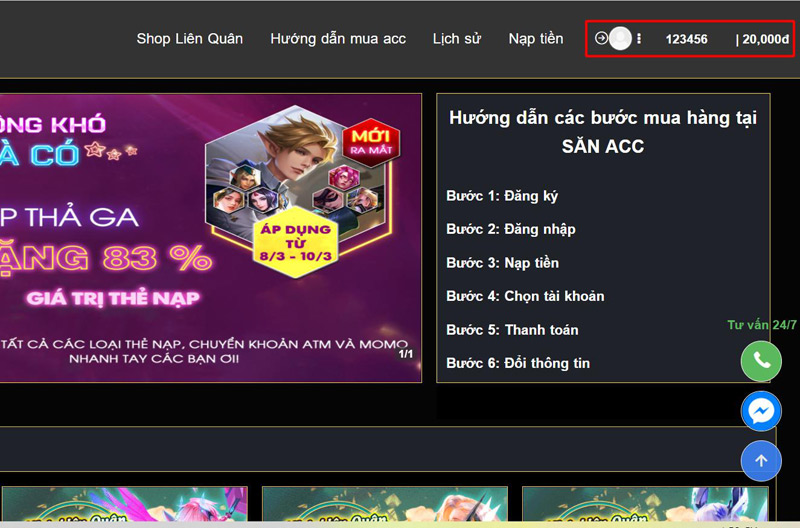 Shop Liên Quân Hướng dẫn mua acc Lịch sử Nạp tiền 123456 | 20,000đ
ÔNG KHÓ
À CÓ
MỚI
RA MẮT
P THẢ GA
ẶNG 83 %
GIÁ TRỊ THẺ NẠP
ÁP DỤNG
TỪ
8/3 - 10/3
TẤT CẢ CÁC LOẠI THẺ NẠP, CHUYỂN KHOẢN ATM VÀ MOMO
NHANH TAY CÁC BẠN ƠI!
1/1
Hướng dẫn các bước mua hàng tại
SĂN ACC
Bước 1: Đăng ký
Bước 2: Đăng nhập
Bước 3: Nạp tiền
Bước 4: Chọn tài khoản
Bước 5: Thanh toán
Bước 6: Đổi thông tin
Tư vấn 24/7